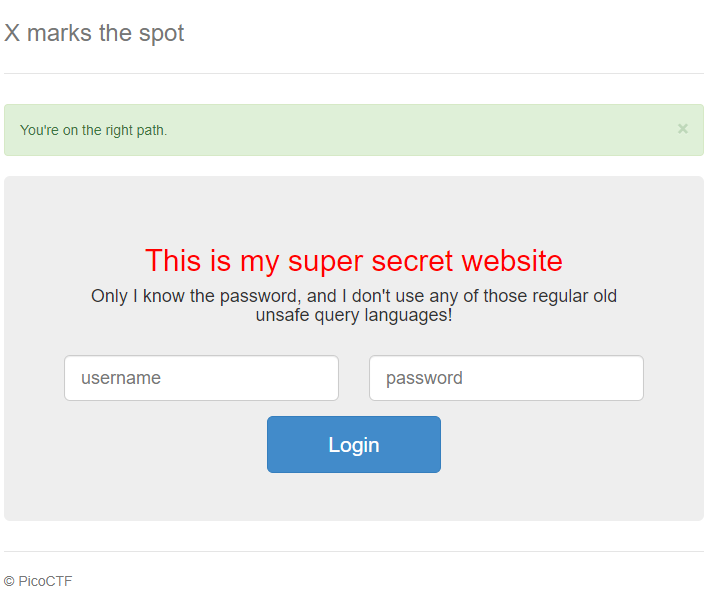 X marks the spot
You're on the right path.
×
This is my super secret website
Only I know the password, and I don't use any of those regular old
unsafe query languages!
username password
Login
© PicoCTF